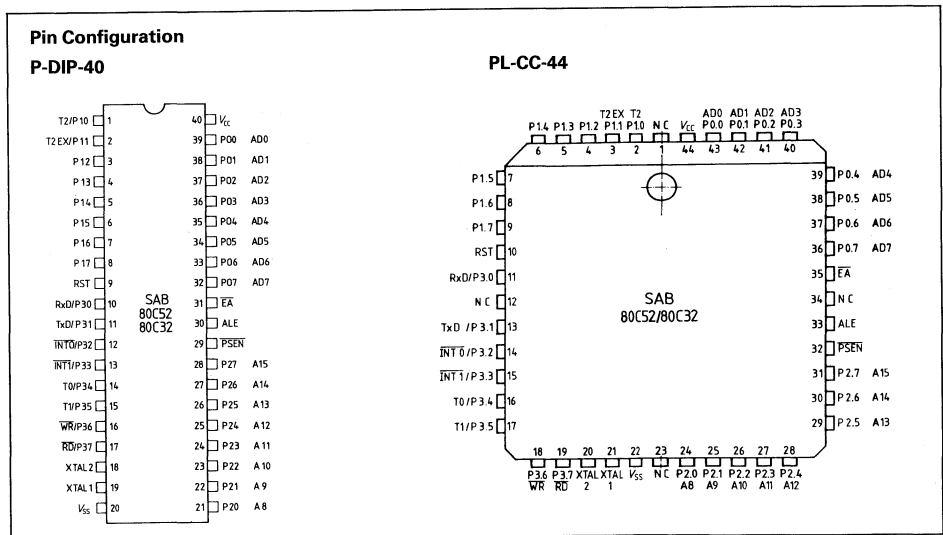 Pin Configuration
P-DIP-40
PL-CC-44
T2/P10 1 40 VCC
T2EX/P11 2 39 P00 AD0
P12 3 38 P01 AD1
P13 4 37 P02 AD2
P14 5 36 P03 AD3
P15 6 35 P04 AD4
P16 7 34 P05 AD5
P17 8 33 P06 AD6
RST 9 32 P07 AD7
RxD/P30 10 31 EA
TxD/P31 11 30 ALE
INT0/P32 12 29 PSEN
INT1/P33 13 28 P27 A15
T0/P34 14 27 P26 A14
T1/P35 15 26 P25 A13
WR/P36 16 25 P24 A12
RD/P37 17 24 P23 A11
XTAL2 18 23 P22 A10
XTAL1 19 22 P21 A9
VSS 20 21 P20 A8
SAB
80C52
80C32
T2EX T2 AD0 AD1 AD2 AD3
P1.4 P1.3 P1.2 P1.1 P1.0 NC VCC P0.0 P0.1 P0.2 P0.3
6 5 4 3 2 1 44 43 42 41 40
P1.5 7 39 P0.4 AD4
P1.6 8 38 P0.5 AD5
P1.7 9 37 P0.6 AD6
RST 10 36 P0.7 AD7
RxD/P3.0 11 35 EA
NC 12 34 NC
TxD /P3.1 13 33 ALE
INT 0/P3.2 14 32 PSEN
INT 1/P3.3 15 31 P2.7 A15
T0/P3.4 16 30 P2.6 A14
T1/P3.5 17 29 P2.5 A13
SAB
80C52/80C32
18 19 20 21 22 23 24 25 26 27 28
P3.6 P3.7 XTAL XTAL VSS NC P2.0 P2.1 P2.2 P2.3 P2.4
WR RD 2 1 A8 A9 A10 A11 A12